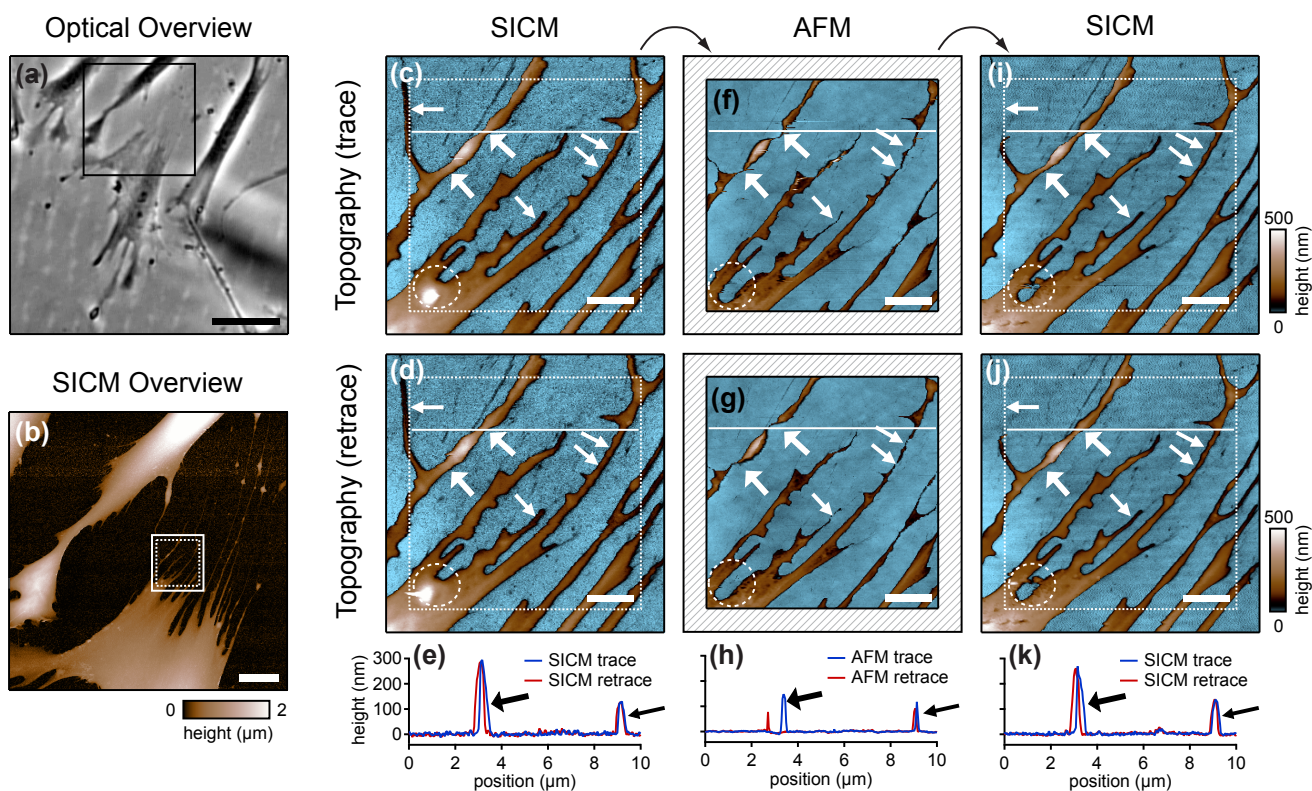 Optical Overview
SICM
AFM
SICM
(a)
Topography (trace)
(c)
(f)
(i)
500
height (nm)
0
SICM Overview
(b)
0
2
height (µm)
Topography (retrace)
(d)
(g)
(j)
500
height (nm)
0
(e)
SICM trace
SICM retrace
height (nm)
300
200
100
0
0 2 4 6 8 10
position (µm)
(h)
AFM trace
AFM retrace
0 2 4 6 8 10
position (µm)
(k)
SICM trace
SICM retrace
0 2 4 6 8 10
position (µm)